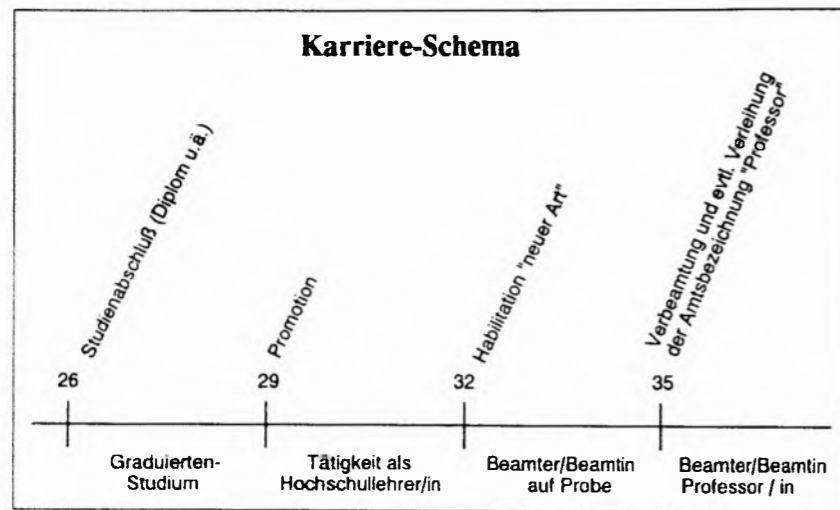 Karriere-Schema
Studienabschluß (Diplom u.ä.)
Promotion
Habilitation "neuer Art"
Verbeamtung und evtl. Verleihung
der Amtsbezeichnung "Professor"
26
29
32
35
Graduierten-
Studium
Tätigkeit als
Hochschullehrer/in
Beamter/Beamtin
auf Probe
Beamter/Beamtin
Professor / in